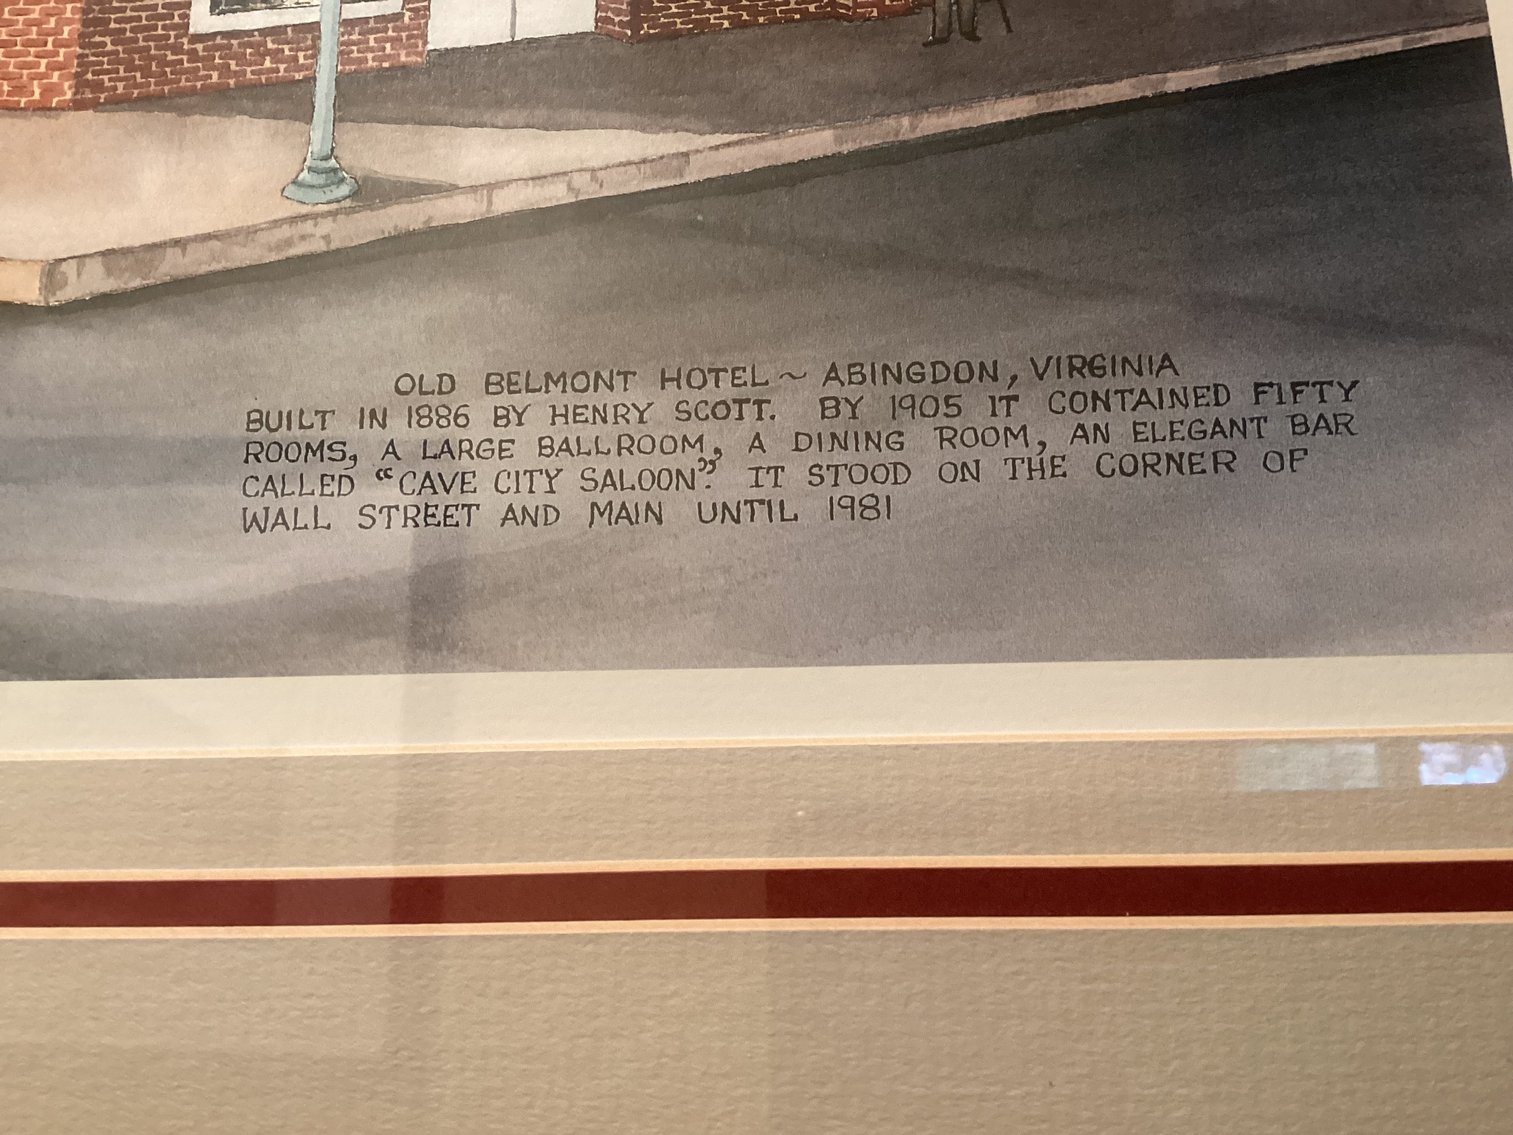 OLD BELMONT HOTEL ~ ABINGDON, VIRGINIA
BUILT IN 1886 BY HENRY SCOTT. BY 1905 IT CONTAINED FIFTY
ROOMS, A LARGE BALLROOM, A DINING ROOM, AN ELEGANT BAR
CALLED "CAVE CITY SALOON". IT STOOD ON THE CORNER OF
WALL STREET AND MAIN UNTIL 1981